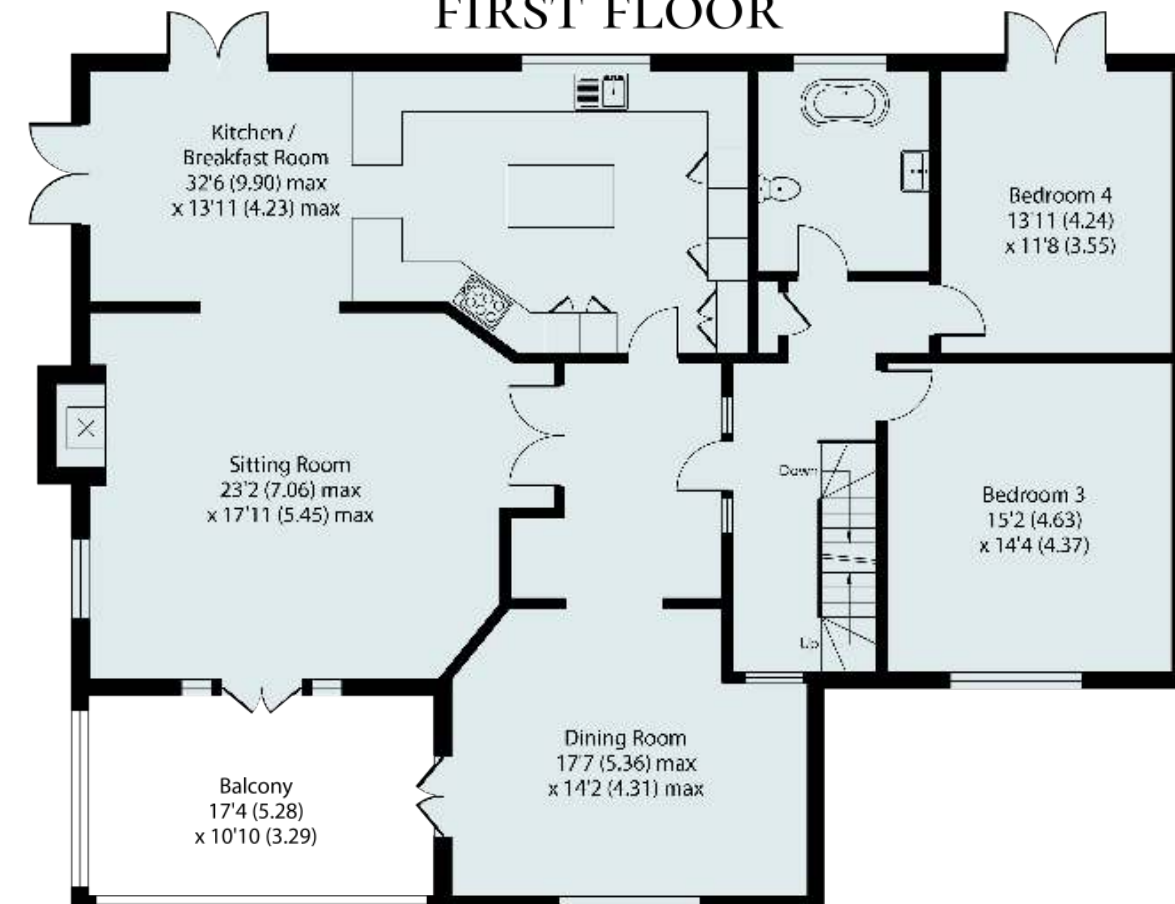 FIRST FLOOR
Kitchen /
Breakfast Room
32'6 (9.90) max
x 13'11 (4.23) max
Bedroom 4
13'11 (4.24)
x 11'8 (3.55)
Sitting Room
23'2 (7.06) max
x 17'11 (5.45) max
Down
Bedroom 3
15'2 (4.63)
x 14'4 (4.37)
Up
Dining Room
17'7 (5.36) max
x 14'2 (4.31) max
Balcony
17'4 (5.28)
x 10'10 (3.29)